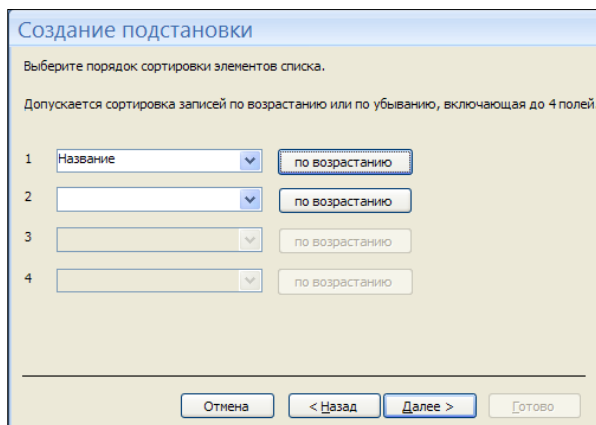 Создание подстановки
Выберите порядок сортировки элементов списка.
Допускается сортировка записей по возрастанию или по убыванию, включающая до 4 полей
1 Название по возрастанию
2 по возрастанию
3 по возрастанию
4 по возрастанию
Отмена < Назад Далее > Готово